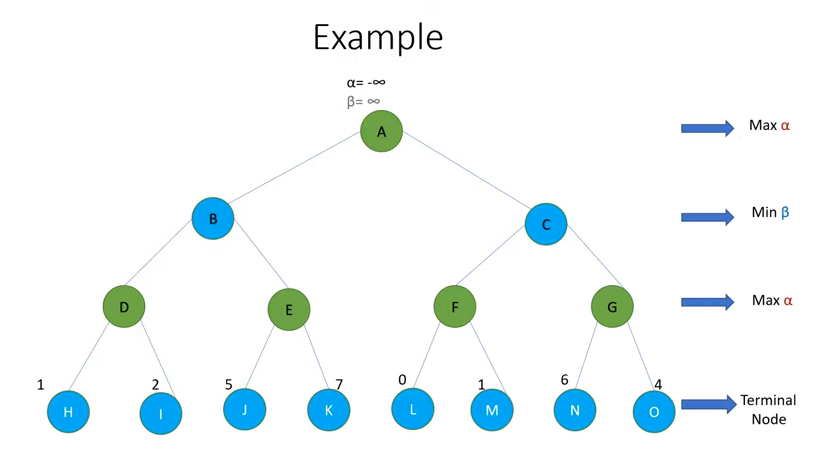 Example
α= -∞
β= ∞
A
Max α
B
C
Min β
D
E
F
G
Max α
1
2
5
7
0
1
6
4
H
I
J
K
L
M
N
O
Terminal
Node